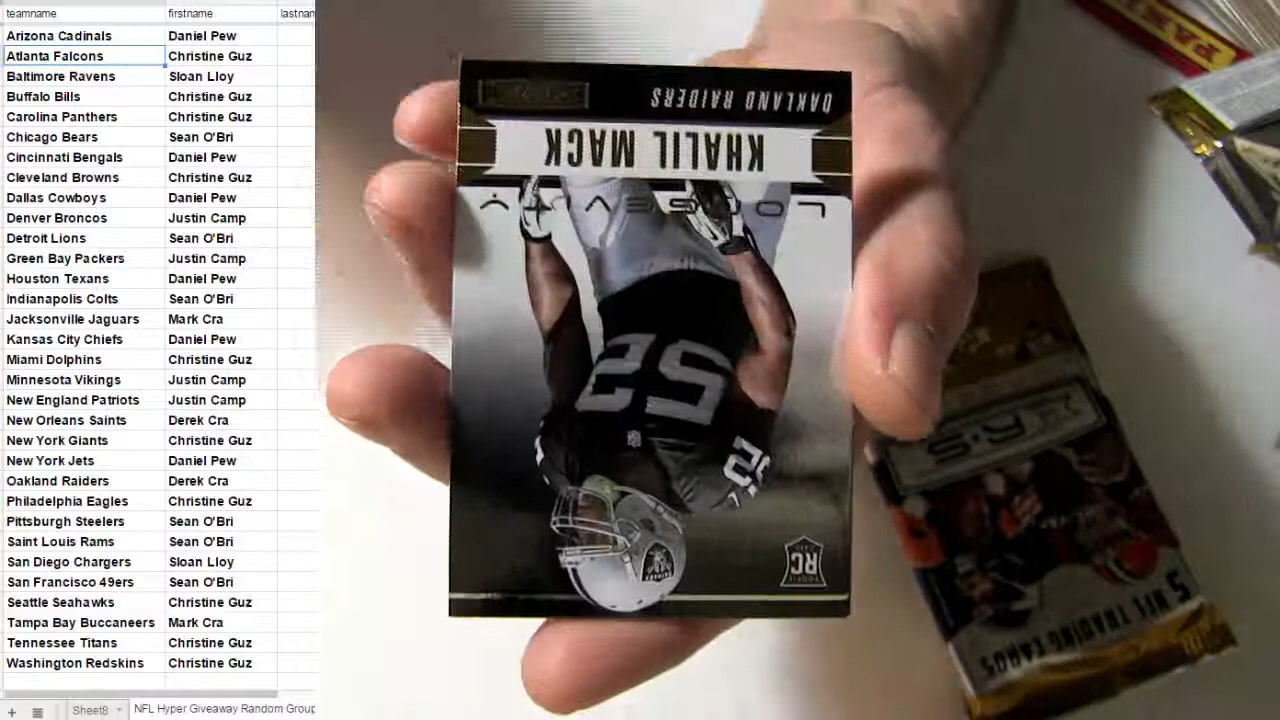 teamname firstname lastnam
Arizona Cadinals Daniel Pew
Atlanta Falcons Christine Guz
Baltimore Ravens Sloan Lloy
Buffalo Bills Christine Guz
Carolina Panthers Christine Guz
Chicago Bears Sean O'Bri
Cincinnati Bengals Daniel Pew
Cleveland Browns Christine Guz
Dallas Cowboys Daniel Pew
Denver Broncos Justin Camp
Detroit Lions Sean O'Bri
Green Bay Packers Justin Camp
Houston Texans Daniel Pew
Indianapolis Colts Sean O'Bri
Jacksonville Jaguars Mark Cra
Kansas City Chiefs Daniel Pew
Miami Dolphins Christine Guz
Minnesota Vikings Justin Camp
New England Patriots Justin Camp
New Orleans Saints Derek Cra
New York Giants Christine Guz
New York Jets Daniel Pew
Oakland Raiders Derek Cra
Philadelphia Eagles Christine Guz
Pittsburgh Steelers Sean O'Bri
Saint Louis Rams Sean O'Bri
San Diego Chargers Sloan Lloy
San Francisco 49ers Sean O'Bri
Seattle Seahawks Christine Guz
Tampa Bay Buccaneers Mark Cra
Tennessee Titans Christine Guz
Washington Redskins Christine Guz
Sheet8 NFL Hyper Giveaway Random Group
OAKLAND RAIDERS
KHALIL MACK
LONGEVITY
52
52
ROOKIE
RC
R&S
5 NFL TRADING CARDS